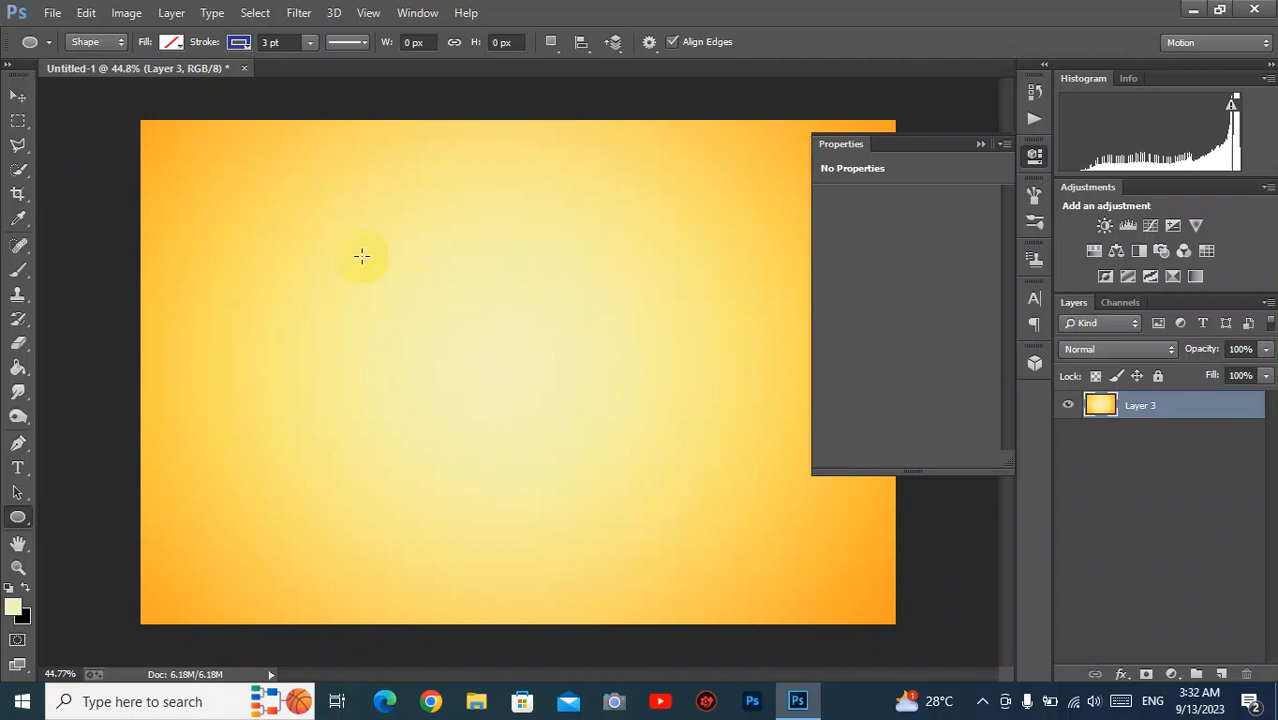 Ps File Edit Image Layer Type Select Filter 3D View Window Help
Shape Fill: Stroke: 3 pt W: 0 px H: 0 px Align Edges Motion
Untitled-1 @ 44.8% (Layer 3, RGB/8) * ×
Histogram Info
Properties
No Properties
Adjustments
Add an adjustment
Layers Channels
Kind
Normal Opacity: 100%
Lock: Fill: 100%
Layer 3
44.77% Doc: 6.18M/6.18M
Type here to search
Ps Ps
28°C ENG
3:32 AM
9/13/2023
2